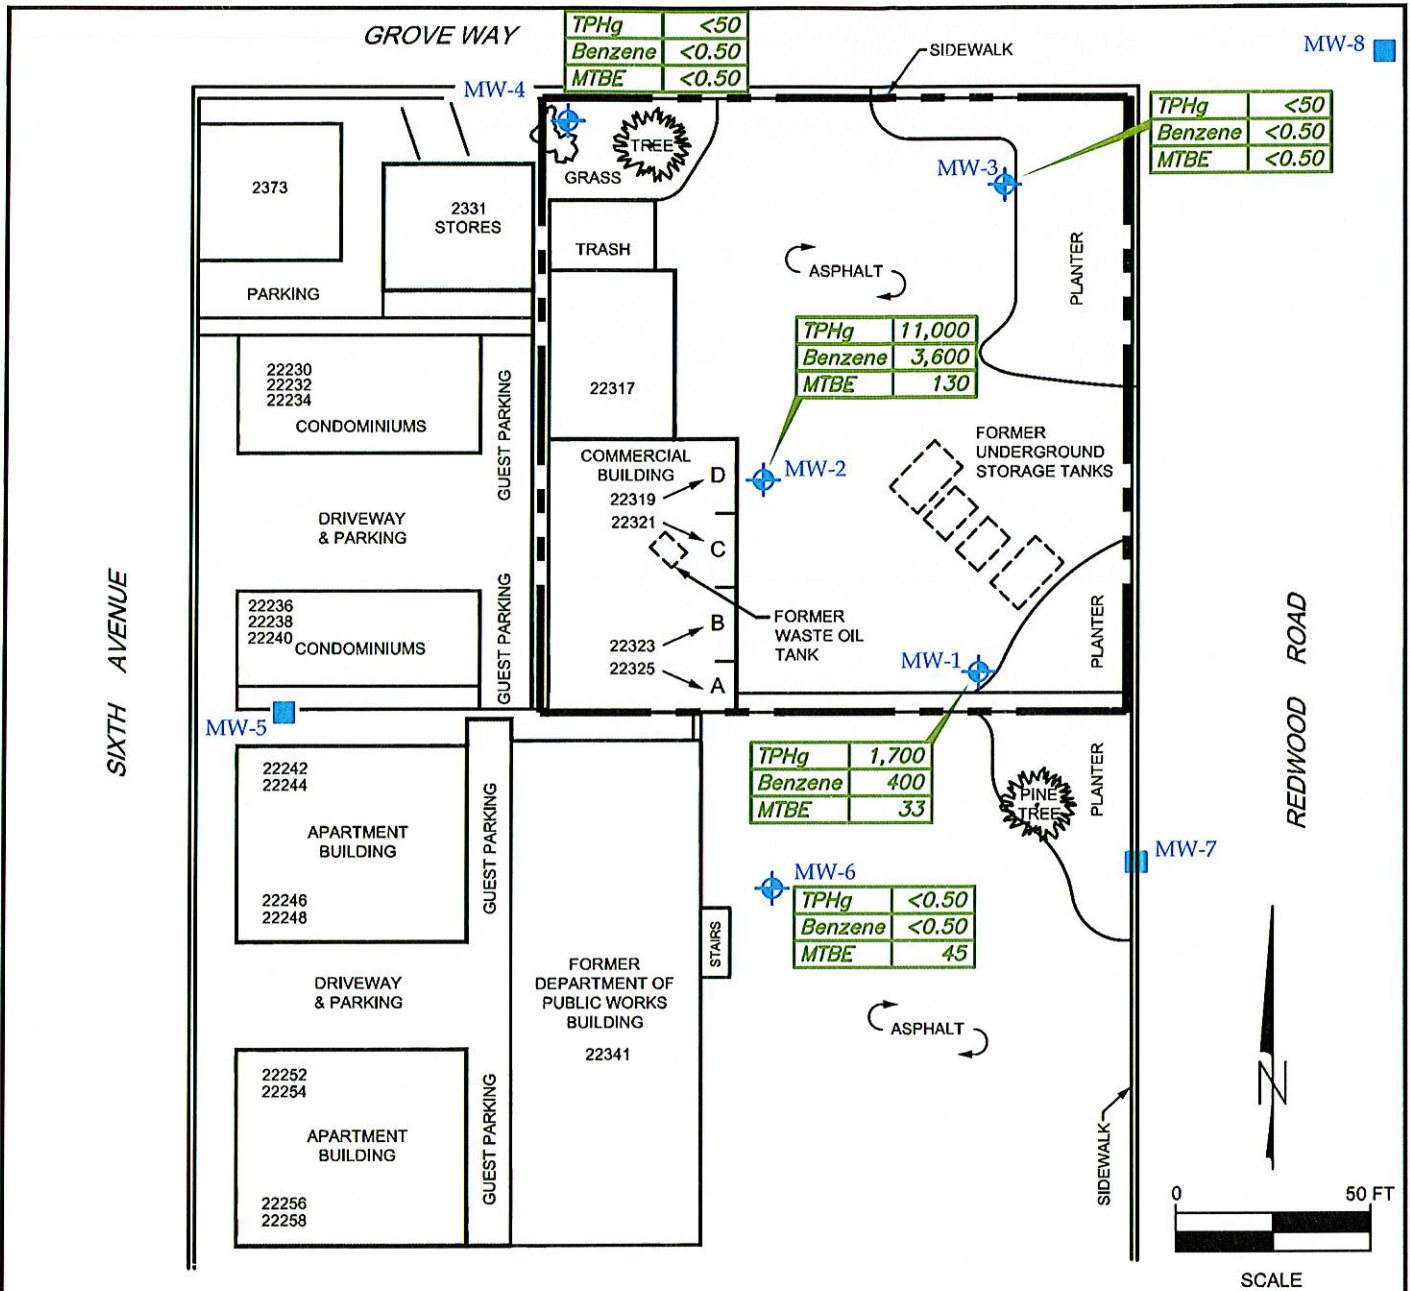 GROVE WAY
TPHg <50
Benzene <0.50
MTBE <0.50
SIDEWALK
MW-8
MW-4
TPHg <50
Benzene <0.50
MTBE <0.50
TREE
GRASS
MW-3
2373
2331
STORES
TRASH
ASPHALT
PLANTER
PARKING
TPHg 11,000
Benzene 3,600
MTBE 130
22230
22232
22234
CONDOMINIUMS
GUEST PARKING
22317
FORMER
UNDERGROUND
STORAGE TANKS
COMMERCIAL
BUILDING
D
22319
22321
C
MW-2
DRIVEWAY
& PARKING
SIXTH AVENUE
22236
22238
22240
CONDOMINIUMS
GUEST PARKING
B
22323
22325
A
FORMER
WASTE OIL
TANK
MW-1
PLANTER
REDWOOD ROAD
MW-5
TPHg 1,700
Benzene 400
MTBE 33
PINE
TREE
PLANTER
22242
22244
APARTMENT
BUILDING
22246
22248
GUEST PARKING
MW-7
MW-6
TPHg <0.50
Benzene <0.50
MTBE 45
STAIRS
FORMER
DEPARTMENT OF
PUBLIC WORKS
BUILDING
22341
DRIVEWAY
& PARKING
ASPHALT
22252
22254
APARTMENT
BUILDING
22256
22258
GUEST PARKING
SIDEWALK
N
0 50 FT
SCALE